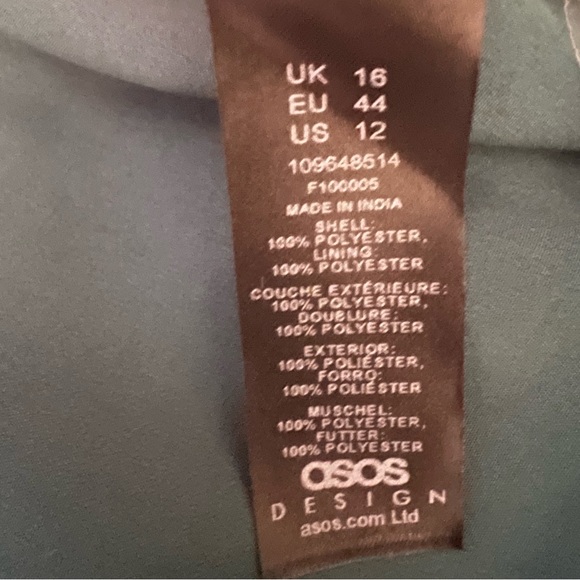 UK 16
EU 44
US 12
109648514
F100005
MADE IN INDIA
SHELL:
100% POLYESTER,
LINING:
100% POLYESTER
COUCHE EXTÉRIEURE:
100% POLYESTER,
DOUBLURE:
100% POLYESTER
EXTERIOR:
100% POLIÉSTER,
FORRO:
100% POLIÉSTER
MUSCHEL:
100% POLYESTER,
FUTTER:
100% POLYESTER
asos
DESIGN
asos.com Ltd